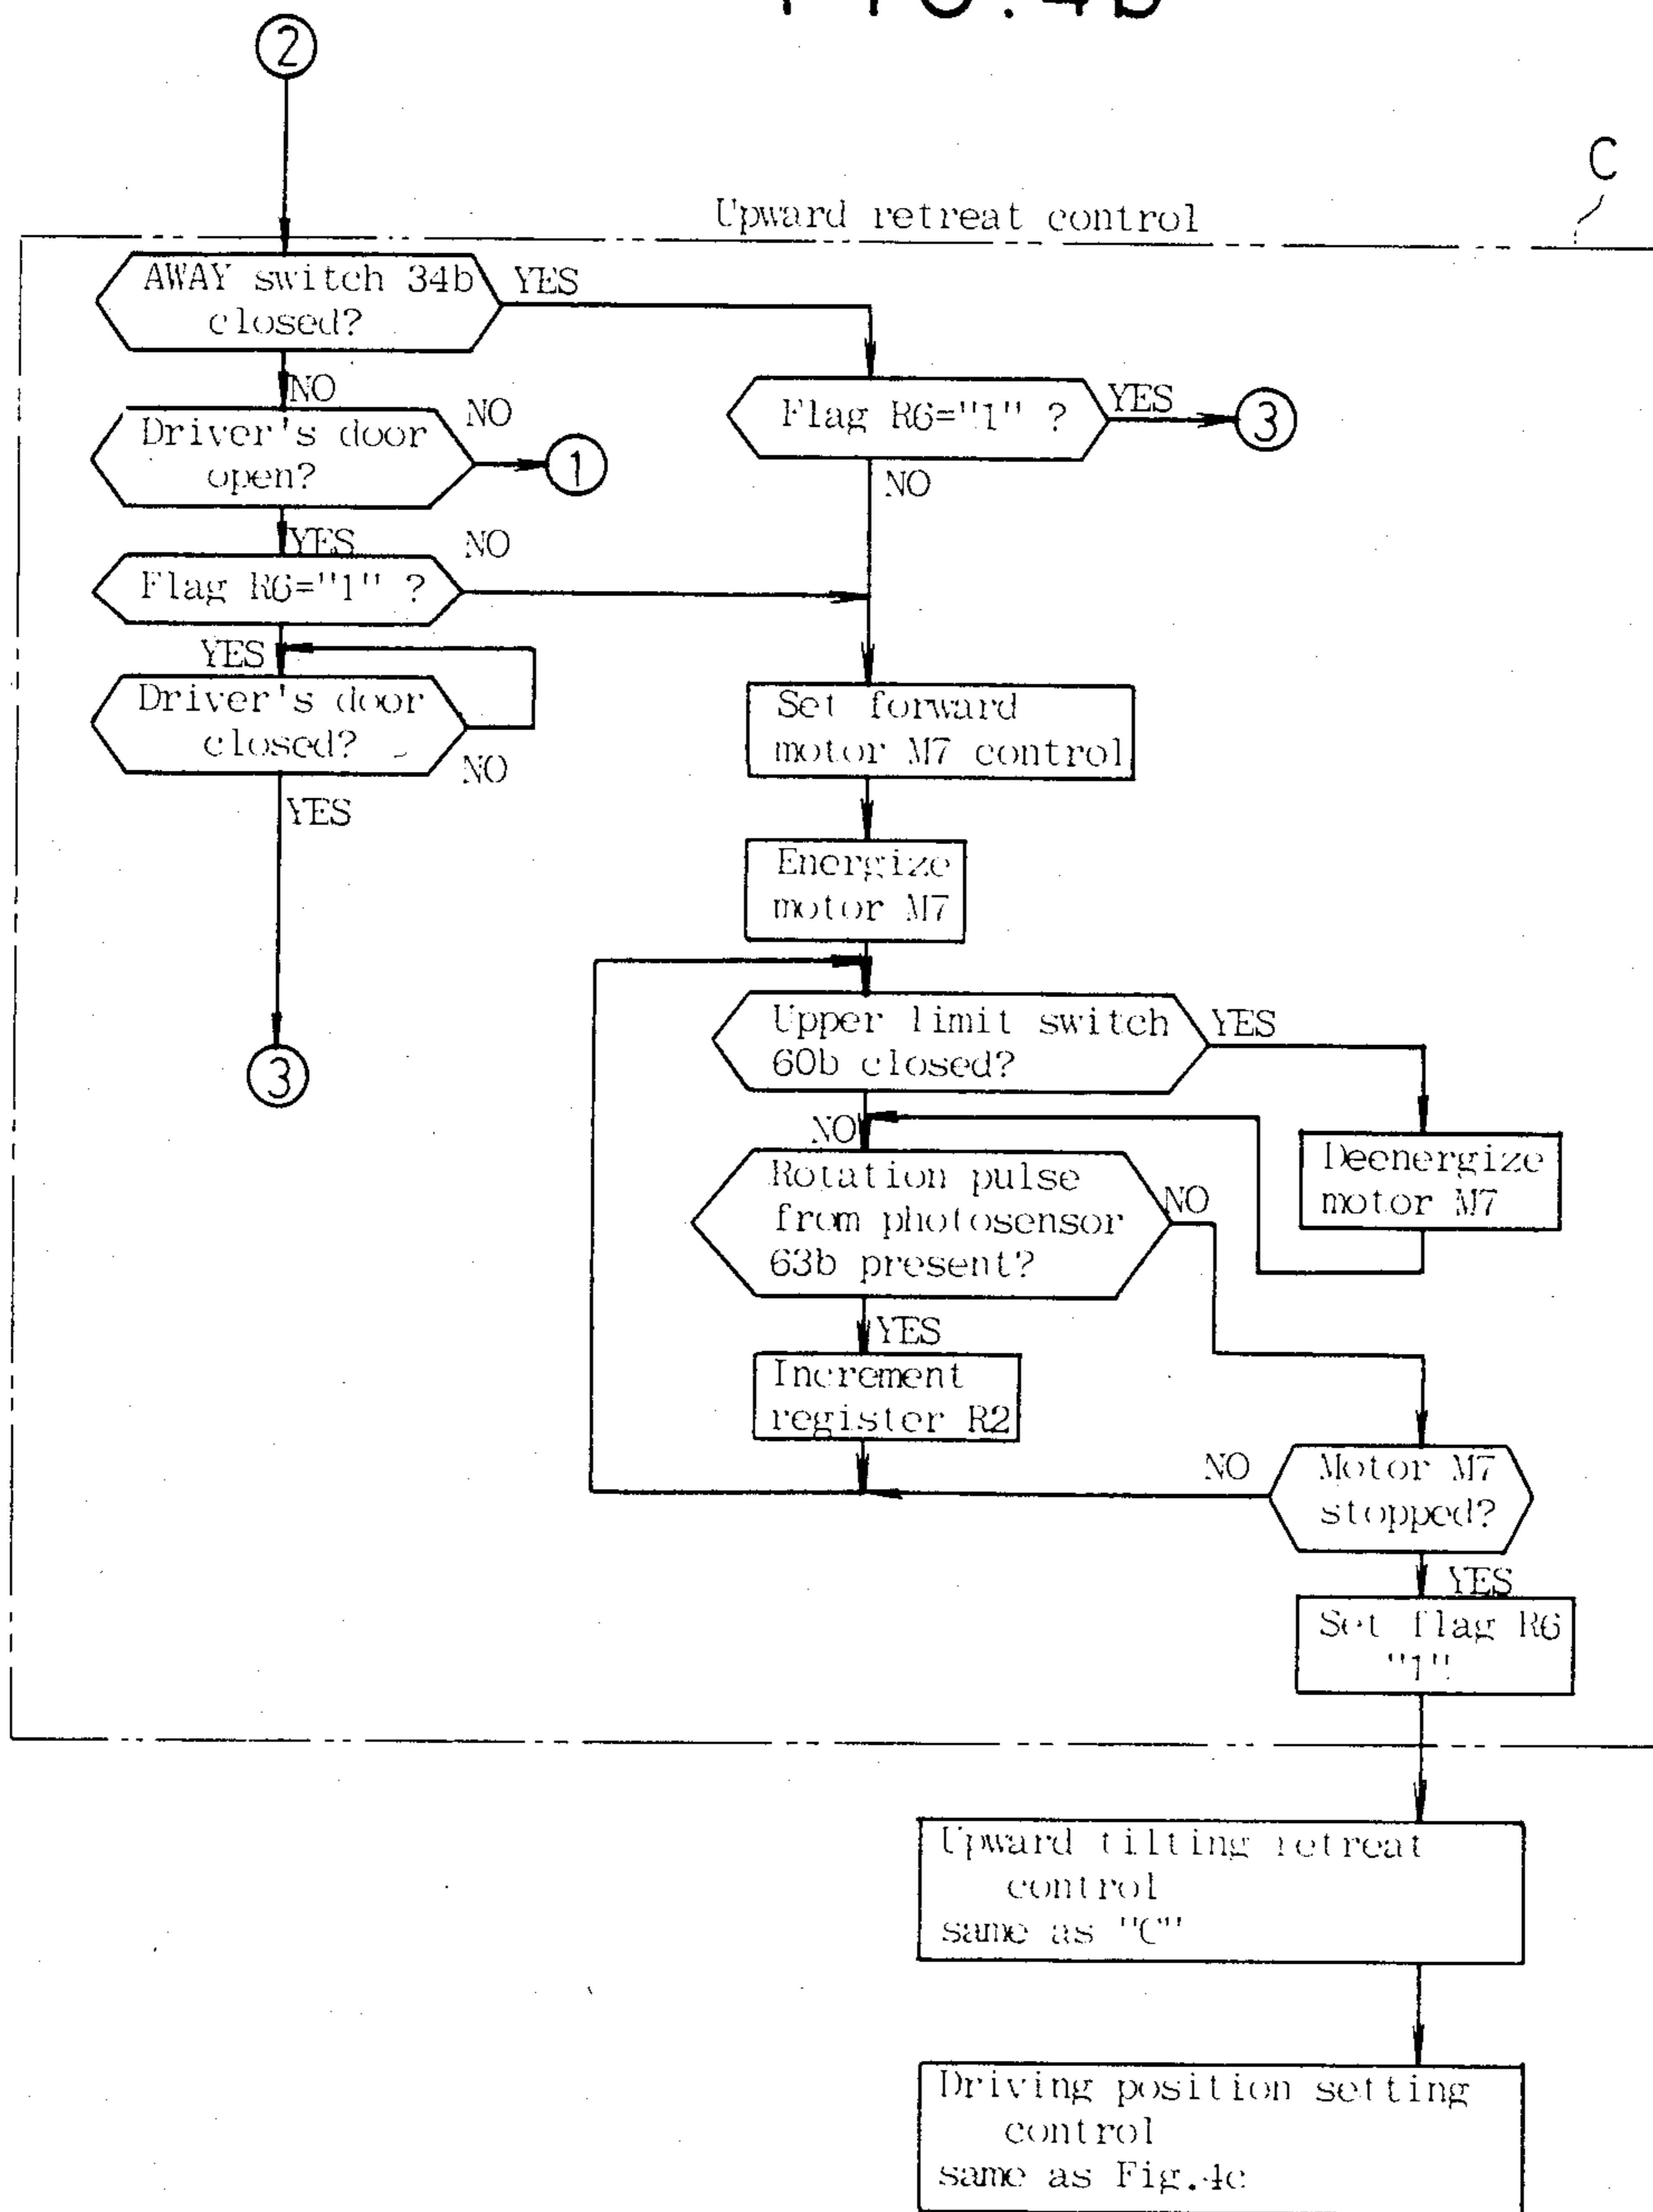 FIG.4b
2
C
Upward retreat control
AWAY switch 34b
closed?
YES
NO
Driver's door
open?
NO
1
Flag R6="1" ?
YES
3
NO
YES
Flag R6="1" ?
NO
YES
Driver's door
closed?
NO
YES
3
Set forward
motor M7 control
Energize
motor M7
Upper limit switch
60b closed?
YES
NO
Deenergize
motor M7
Rotation pulse
from photosensor
63b present?
NO
YES
Increment
register R2
Motor M7
stopped?
NO
YES
Set flag R6
"1"
Upward tilting retreat
control
same as "C"
Driving position setting
control
same as Fig.4c